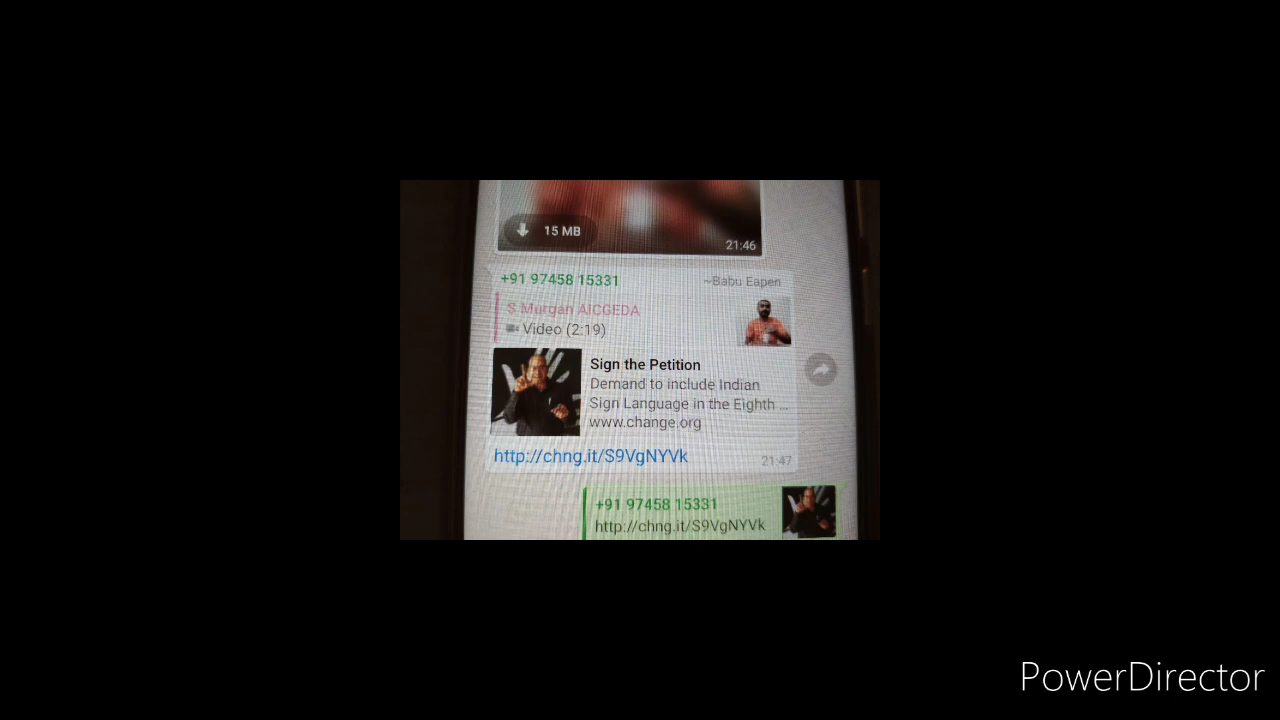 15 MB
21:46
+91 97458 15331 ~Babu Eapen
S Murgan AICGEDA
Video (2:19)
Sign the Petition
Demand to include Indian
Sign Language in the Eighth ...
www.change.org
http://chng.it/S9VgNYVk 21:47
+91 97458 15331
http://chng.it/S9VgNYVk
PowerDirector